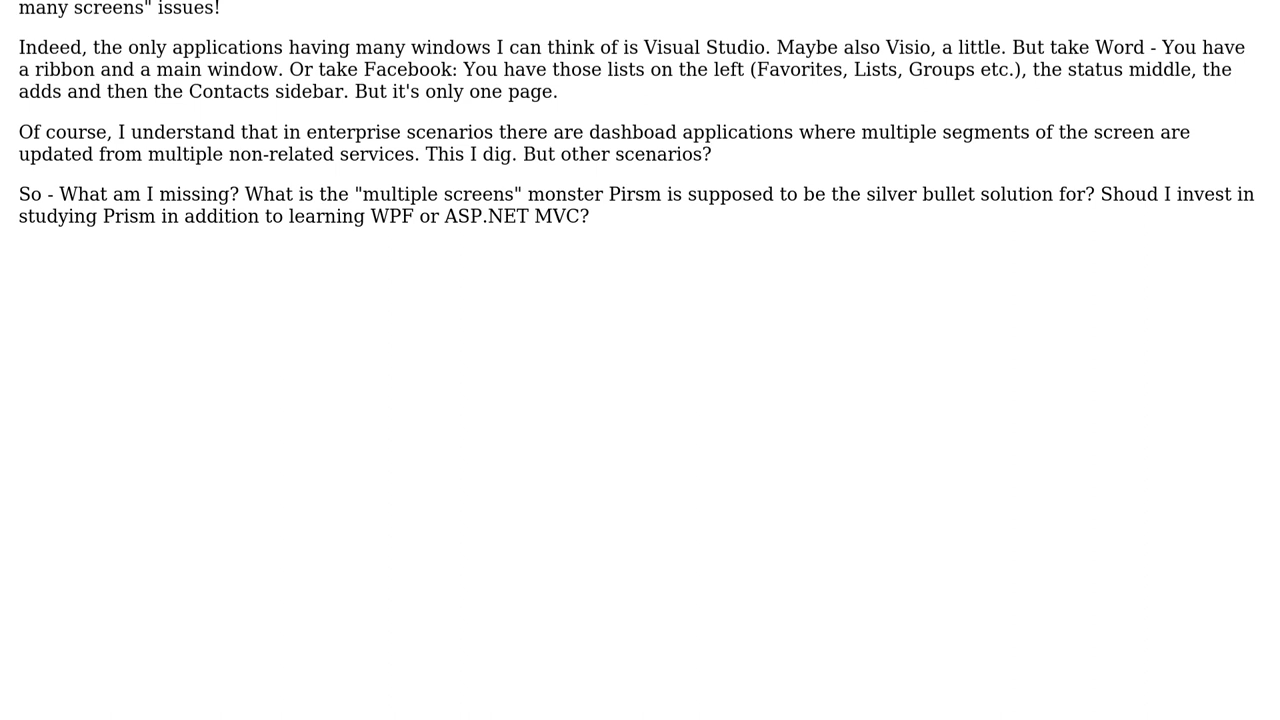 many screens" issues!
Indeed, the only applications having many windows I can think of is Visual Studio. Maybe also Visio, a little. But take Word - You have
a ribbon and a main window. Or take Facebook: You have those lists on the left (Favorites, Lists, Groups etc.), the status middle, the
adds and then the Contacts sidebar. But it's only one page.
Of course, I understand that in enterprise scenarios there are dashboad applications where multiple segments of the screen are
updated from multiple non-related services. This I dig. But other scenarios?
So - What am I missing? What is the "multiple screens" monster Pirsm is supposed to be the silver bullet solution for? Shoud I invest in
studying Prism in addition to learning WPF or ASP.NET MVC?